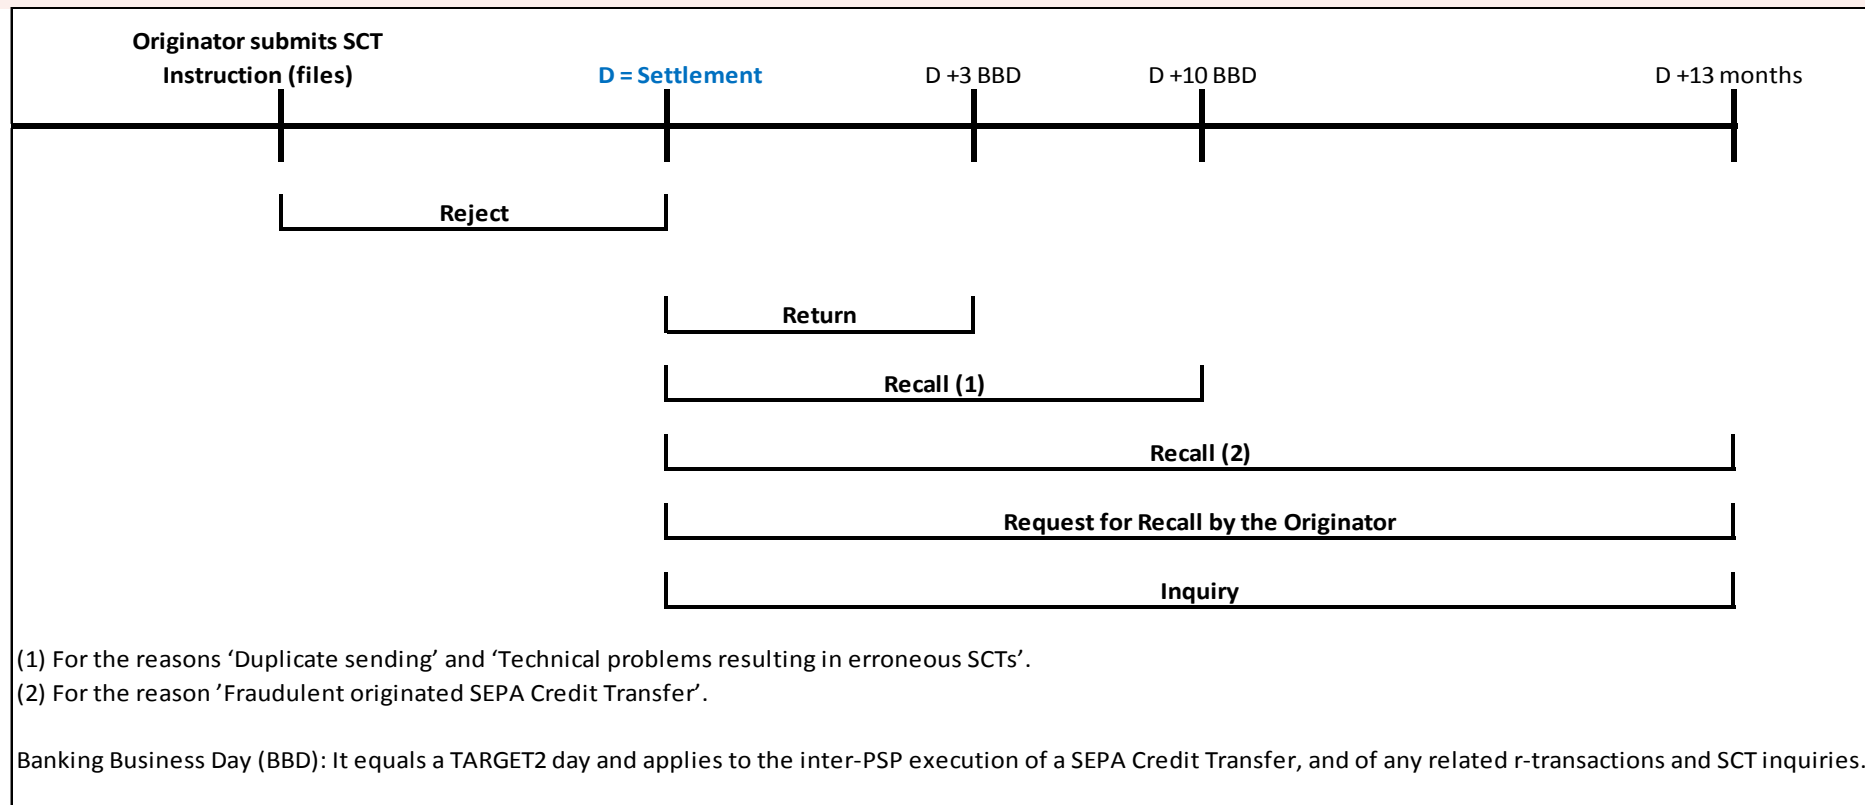 Originator submits SCT
Instruction (files)
D = Settlement
D +3 BBD
D +10 BBD
D +13 months
Reject
Return
Recall (1)
Recall (2)
Request for Recall by the Originator
Inquiry
(1) For the reasons ‘Duplicate sending’ and ‘Technical problems resulting in erroneous SCTs’.
(2) For the reason ’Fraudulent originated SEPA Credit Transfer’.
Banking Business Day (BBD): It equals a TARGET2 day and applies to the inter-PSP execution of a SEPA Credit Transfer, and of any related r-transactions and SCT inquiries.